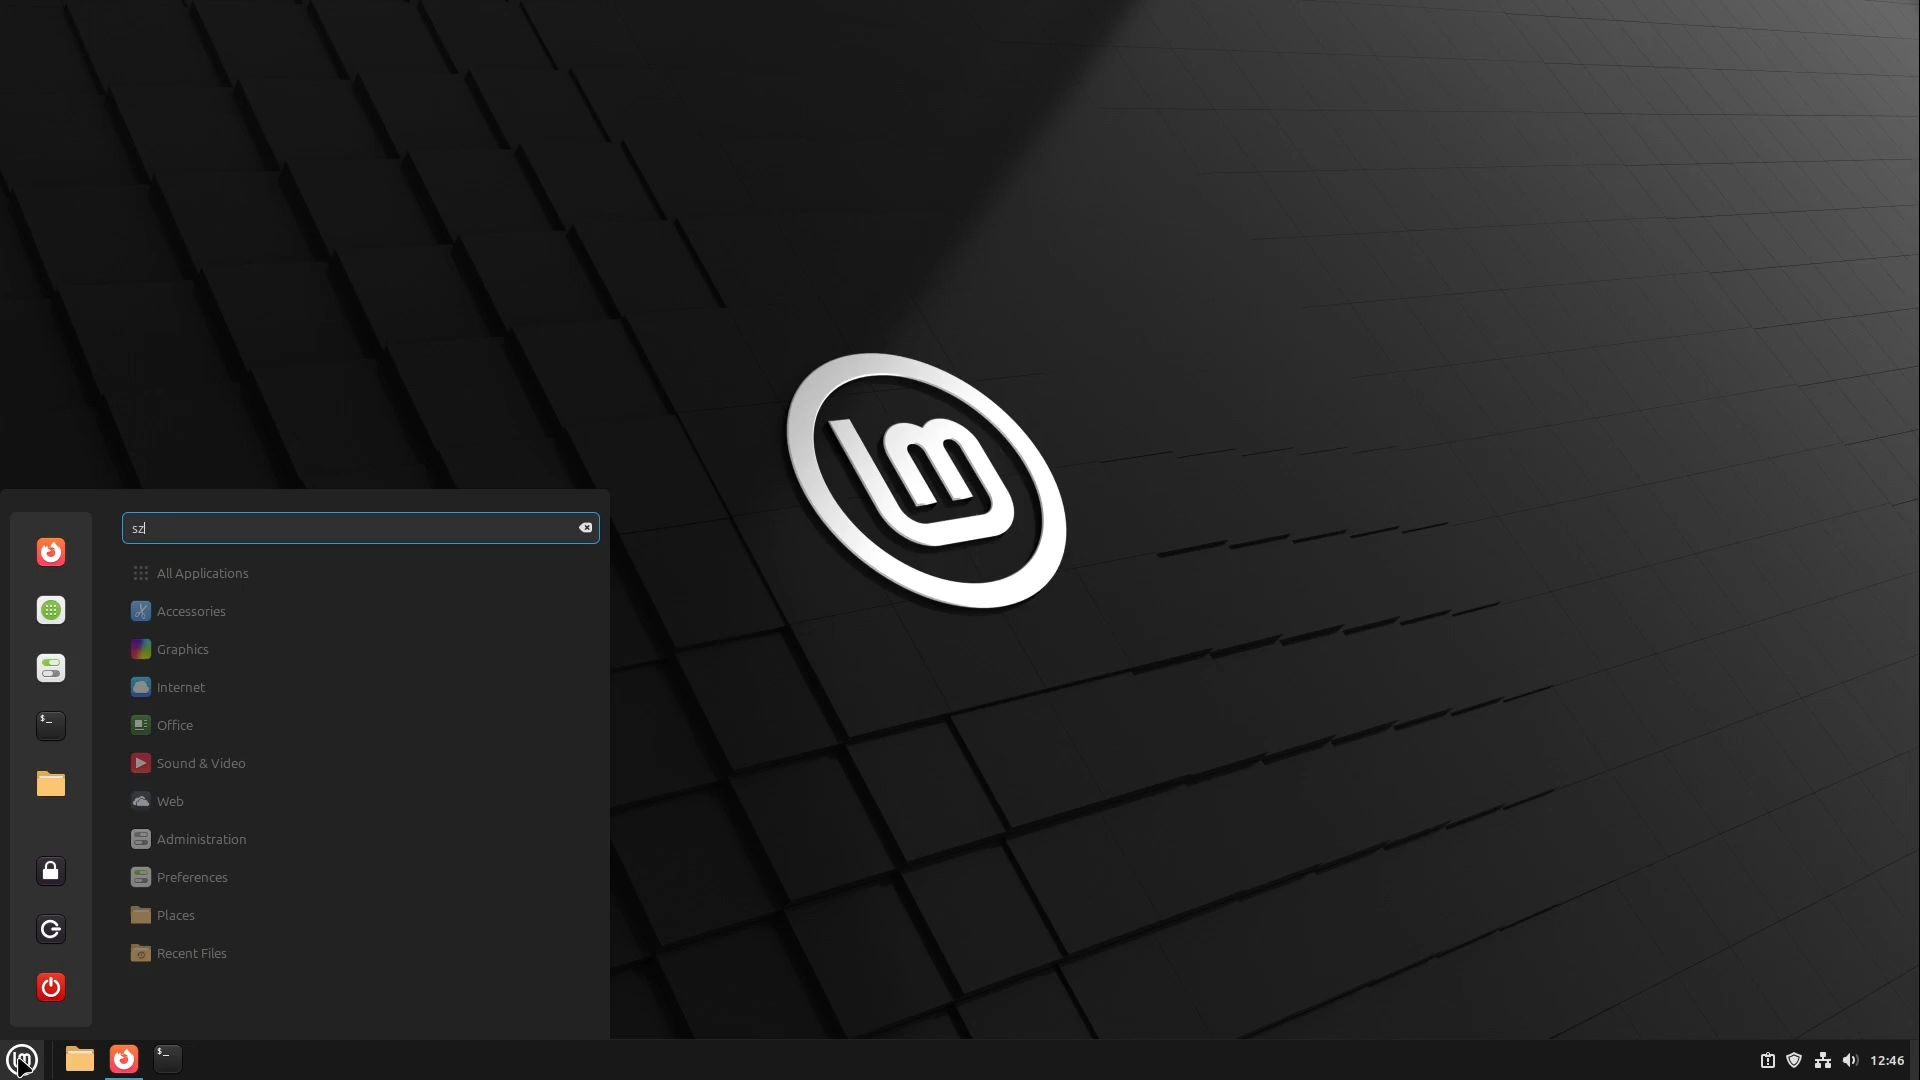 sz
All Applications
Accessories
Graphics
Internet
Office
Sound & Video
Web
Administration
Preferences
Places
Recent Files
12:46